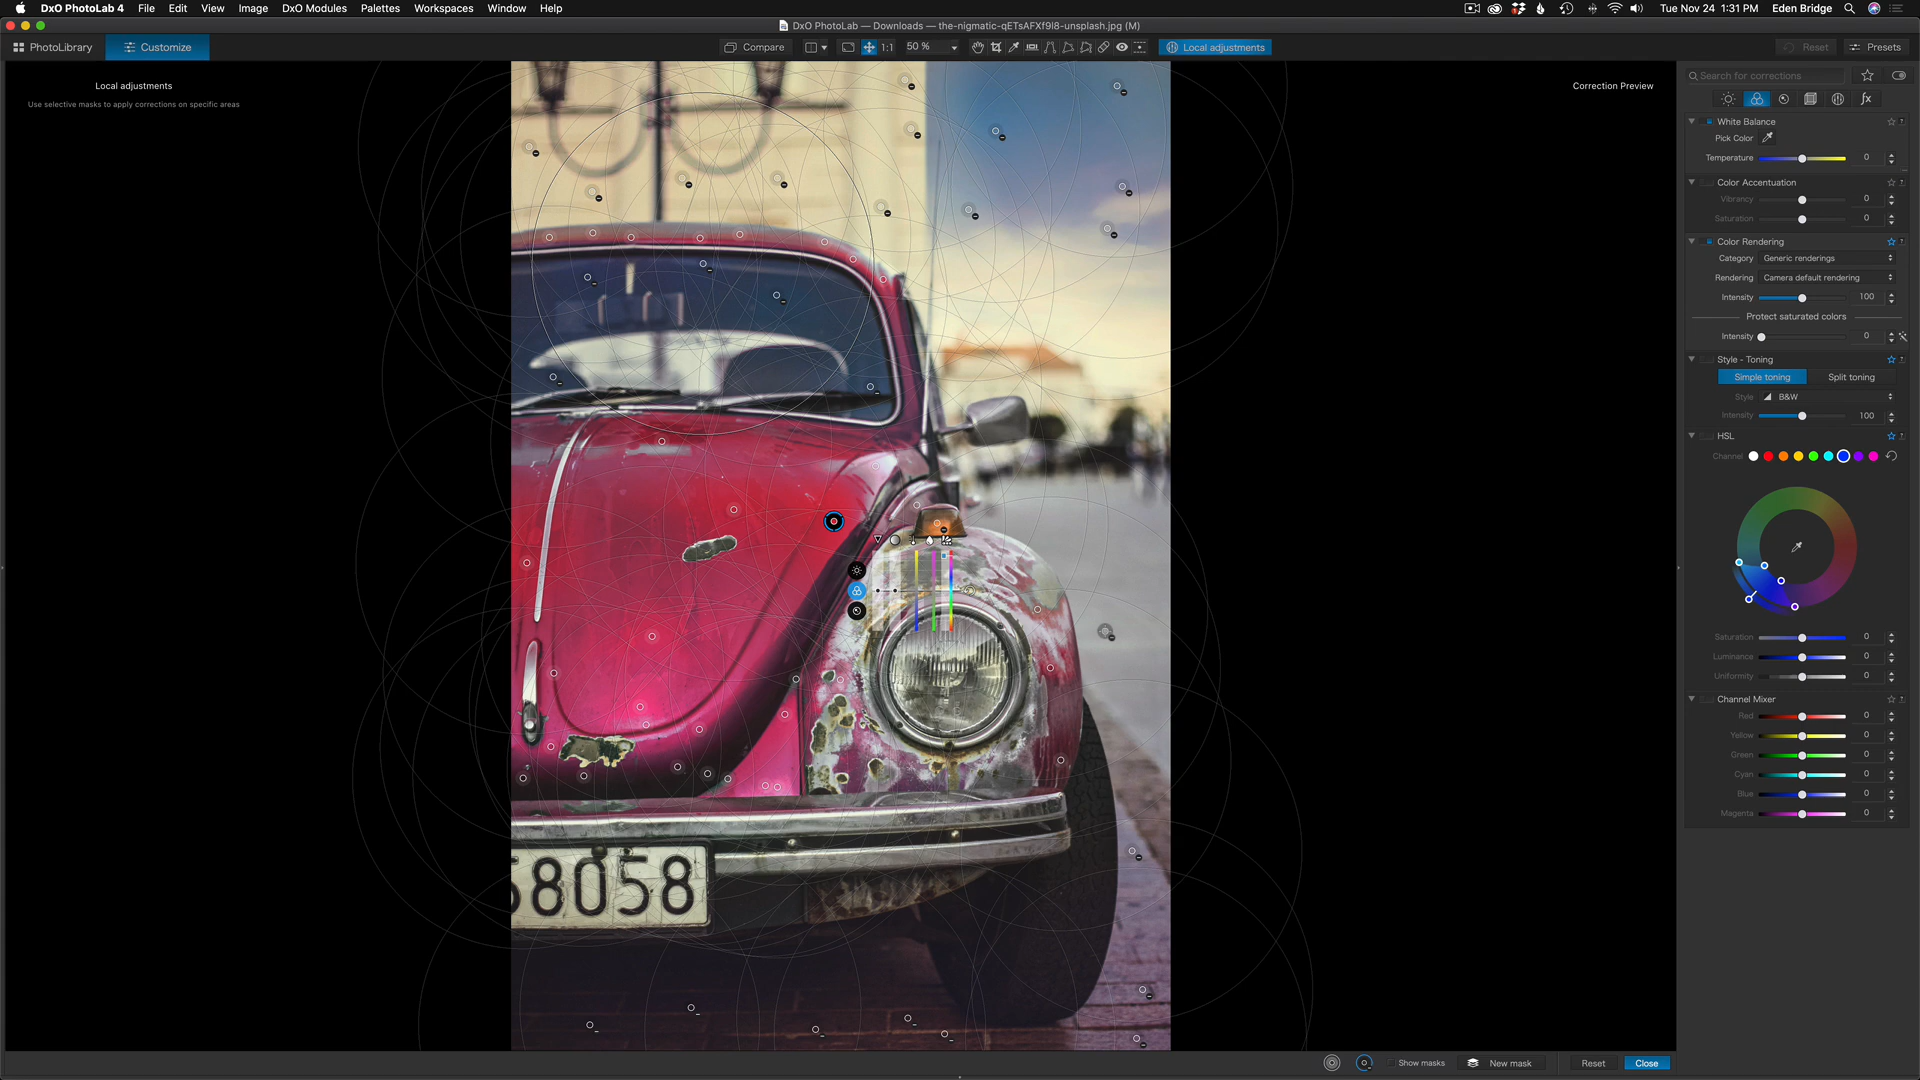 DxO PhotoLab 4 File Edit View Image DxO Modules Palettes Workspaces Window Help
Tue Nov 24 1:31 PM Eden Bridge
DxO PhotoLab — Downloads — the-nigmatic-qETsAFXf9l8-unsplash.jpg (M)
PhotoLibrary Customize Compare 1:1 50 % Local adjustments Reset Presets
Local adjustments
Use selective masks to apply corrections on specific areas
Correction Preview
Search for corrections
fx
White Balance
Pick Color
Temperature 0
Color Accentuation
Vibrancy 0
Saturation 0
Color Rendering
Category Generic renderings
Rendering Camera default rendering
Intensity 100
Protect saturated colors
Intensity 0
Style - Toning
Simple toning Split toning
Style B&W
Intensity 100
HSL
Channel
Saturation 0
Luminance 0
Uniformity 0
Channel Mixer
Red 0
Yellow 0
Green 0
Cyan 0
Blue 0
Magenta 0
8058
Show masks New mask Reset Close